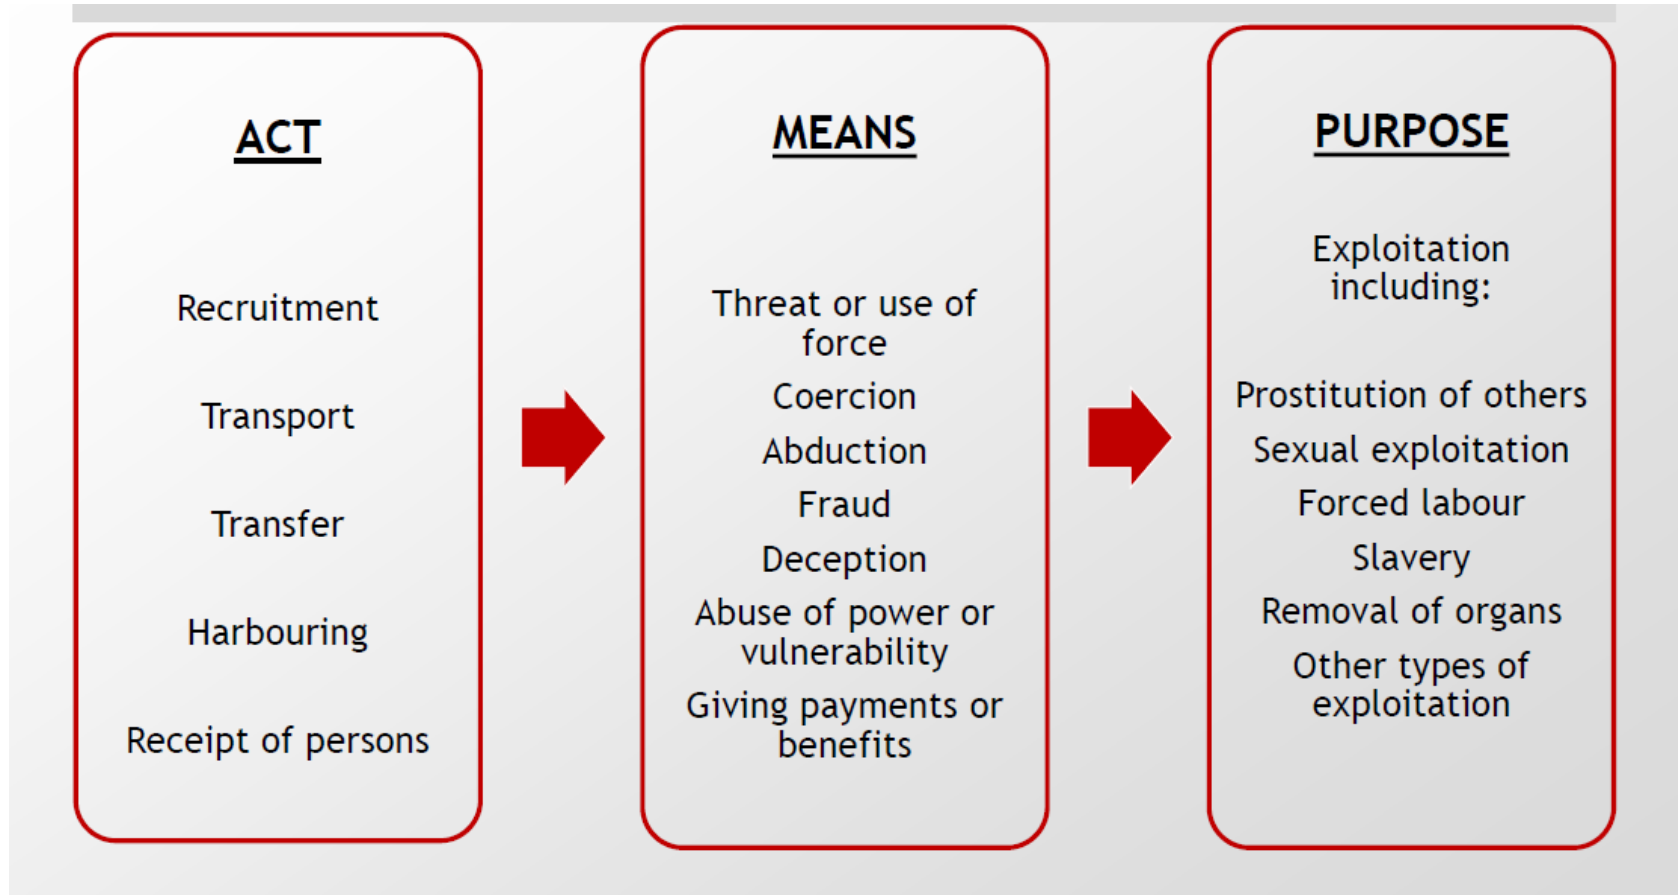 ACT
Recruitment
Transport
Transfer
Harbouring
Receipt of persons
MEANS
Threat or use of
force
Coercion
Abduction
Fraud
Deception
Abuse of power or
vulnerability
Giving payments or
benefits
PURPOSE
Exploitation
including:
Prostitution of others
Sexual exploitation
Forced labour
Slavery
Removal of organs
Other types of
exploitation